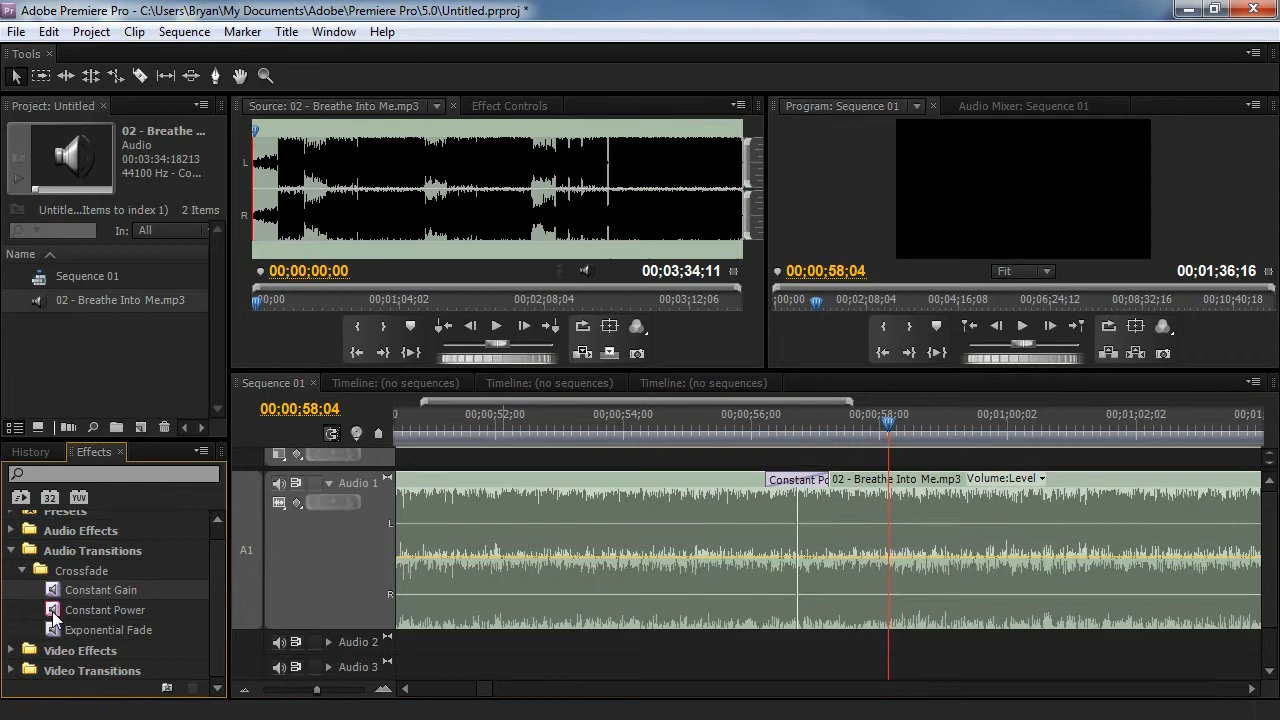 Adobe Premiere Pro - C:\Users\Bryan\My Documents\Adobe\Premiere Pro\5.0\Untitled.prproj *
File Edit Project Clip Sequence Marker Title Window Help
Tools
Project: Untitled
02 - Breathe ...
Audio
00:03:34:18213
44100 Hz - Co...
Untitle...Items to index 1) 2 Items
In: All
Name
Sequence 01
02 - Breathe Into Me.mp3
Source: 02 - Breathe Into Me.mp3 Effect Controls
L
R
00:00:00:00 00;03;34;11
00;00 00;01;04;02 00;02;08;04 00;03;12;06
Program: Sequence 01 Audio Mixer: Sequence 01
00:00:58:04 Fit 00;01;36;16
00;00 00;02;08;04 00;04;16;08 00;06;24;12 00;08;32;16 00;10;40;18
History Effects
32 YUV
Presets
Audio Effects
Audio Transitions
Crossfade
Constant Gain
Constant Power
Exponential Fade
Video Effects
Video Transitions
Sequence 01 Timeline: (no sequences) Timeline: (no sequences) Timeline: (no sequences)
00:00:58:04
0 00;00;52;00 00;00;54;00 00;00;56;00 00;00;58;00 00;01;00;02 00;01;02;02 00;01
Audio 1 Constant Po 02 - Breathe Into Me.mp3 Volume:Level
L
A1
R
Audio 2
Audio 3